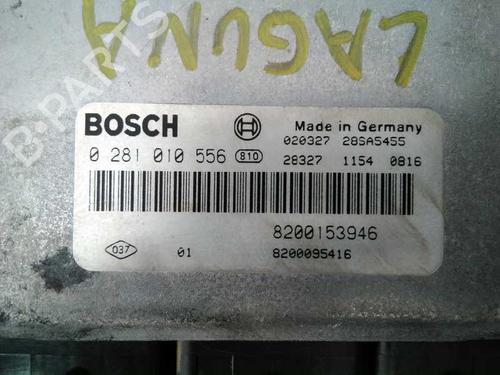 LAGUNA
B-PARTS
BOSCH
Made in Germany
020327 28SA5455
0 281 010 556 810
28327 1154 0816
8200153946
037 01 8200095416